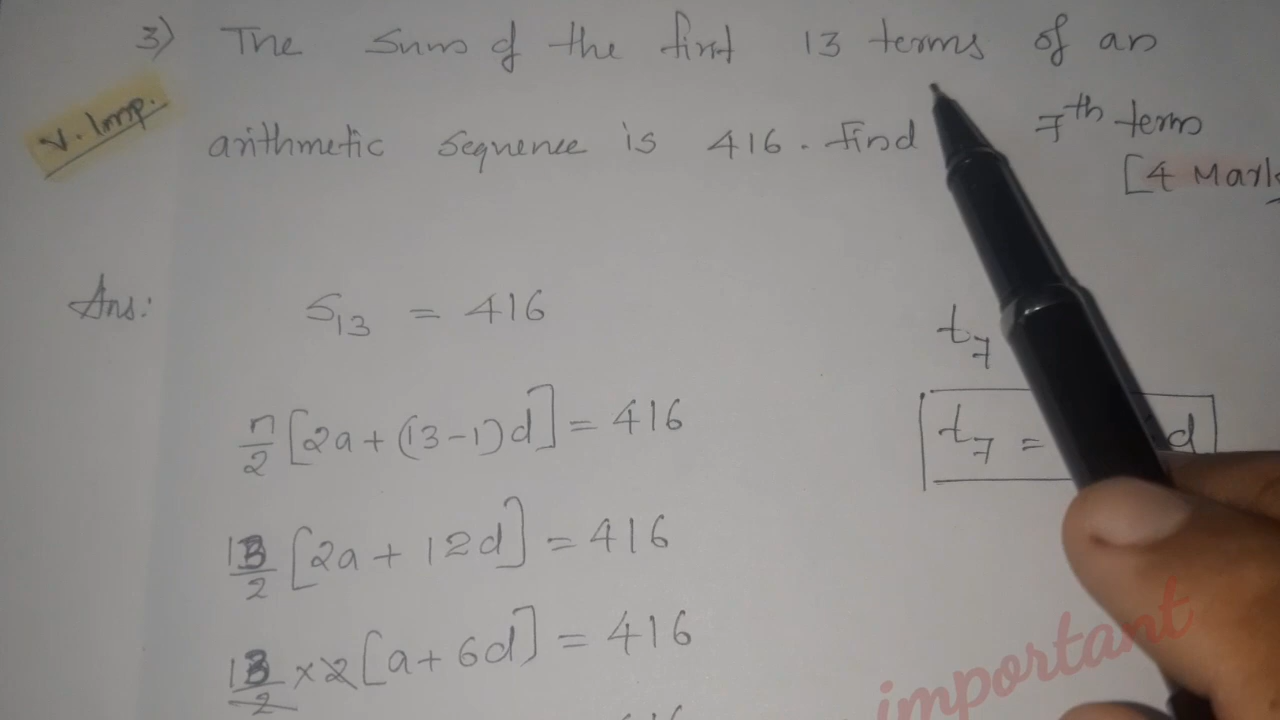 3) The sum of the first 13 terms of an
V. Imp.
arithmetic sequence is 416. Find 7th term
[4 Mark
Ans:
S13 = 416
t7
n/2 [2a + (13-1)d] = 416
t7 = d
13/2 [2a + 12d] = 416
13/2 × 2 [a + 6d] = 416
important
416